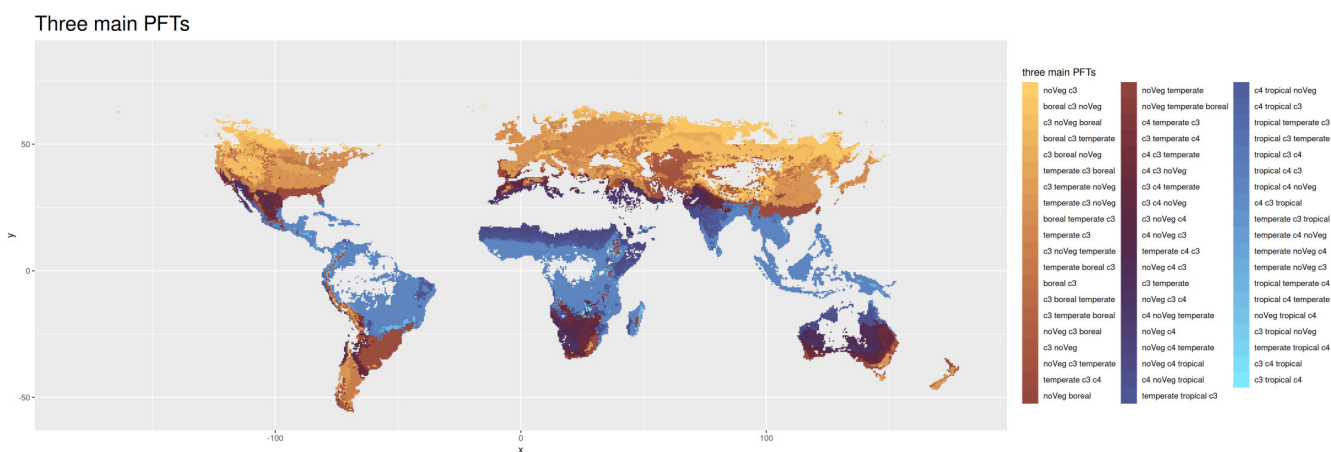 Three main PFTs
y
50
0
-50
-100
0
100
x
three main PFTs
noVeg c3
boreal c3 noVeg
c3 noVeg boreal
boreal c3 temperate
c3 boreal noVeg
temperate c3 boreal
c3 temperate noVeg
temperate c3 noVeg
boreal temperate c3
temperate c3
c3 noVeg temperate
temperate boreal c3
boreal c3
c3 boreal temperate
c3 temperate boreal
noVeg c3 boreal
c3 noVeg
noVeg c3 temperate
temperate c3 c4
noVeg boreal
noVeg temperate
noVeg temperate boreal
c4 temperate c3
c3 temperate c4
c4 c3 temperate
c4 c3 noVeg
c3 c4 temperate
c3 c4 noVeg
c3 noVeg c4
c4 noVeg c3
temperate c4 c3
noVeg c4 c3
c3 temperate
noVeg c3 c4
c4 noVeg temperate
noVeg c4
noVeg c4 temperate
noVeg c4 tropical
c4 noVeg tropical
temperate tropical c3
c4 tropical noVeg
c4 tropical c3
tropical temperate c3
tropical c3 temperate
tropical c3 c4
tropical c4 c3
tropical c4 noVeg
c4 c3 tropical
temperate c3 tropical
temperate c4 noVeg
temperate noVeg c4
temperate noVeg c3
tropical temperate c4
tropical c4 temperate
noVeg tropical c4
c3 tropical noVeg
temperate tropical c4
c3 c4 tropical
c3 tropical c4